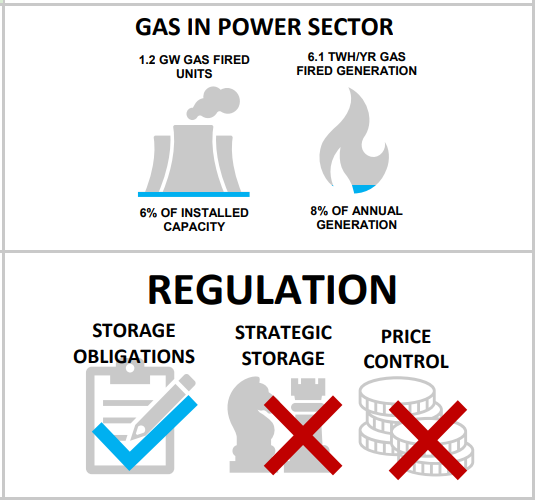 GAS IN POWER SECTOR
1.2 GW GAS FIRED
UNITS
6.1 TWH/YR GAS
FIRED GENERATION
6% OF INSTALLED
CAPACITY
8% OF ANNUAL
GENERATION
REGULATION
STORAGE
OBLIGATIONS
STRATEGIC
STORAGE
PRICE
CONTROL